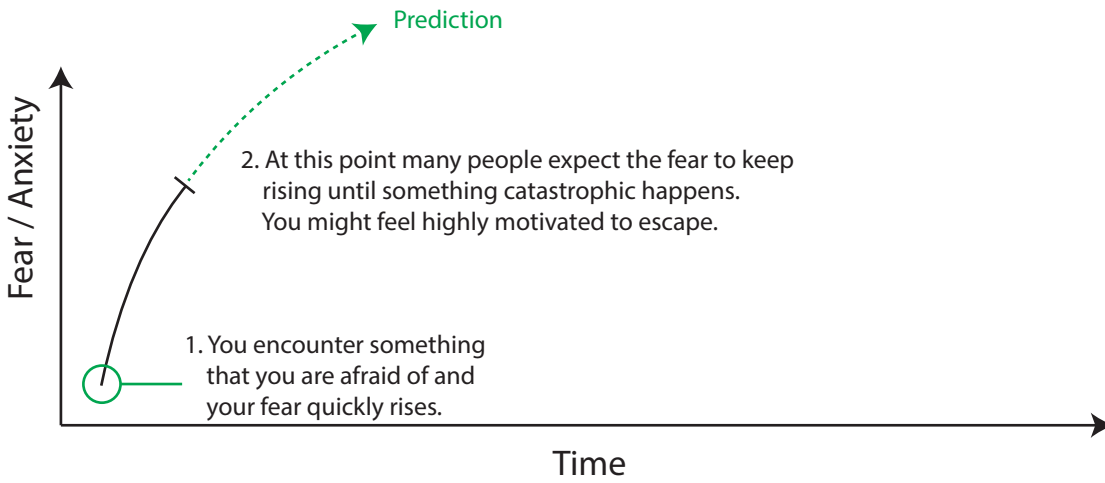 Prediction
Fear / Anxiety
2. At this point many people expect the fear to keep
rising until something catastrophic happens.
You might feel highly motivated to escape.
1. You encounter something
that you are afraid of and
your fear quickly rises.
Time